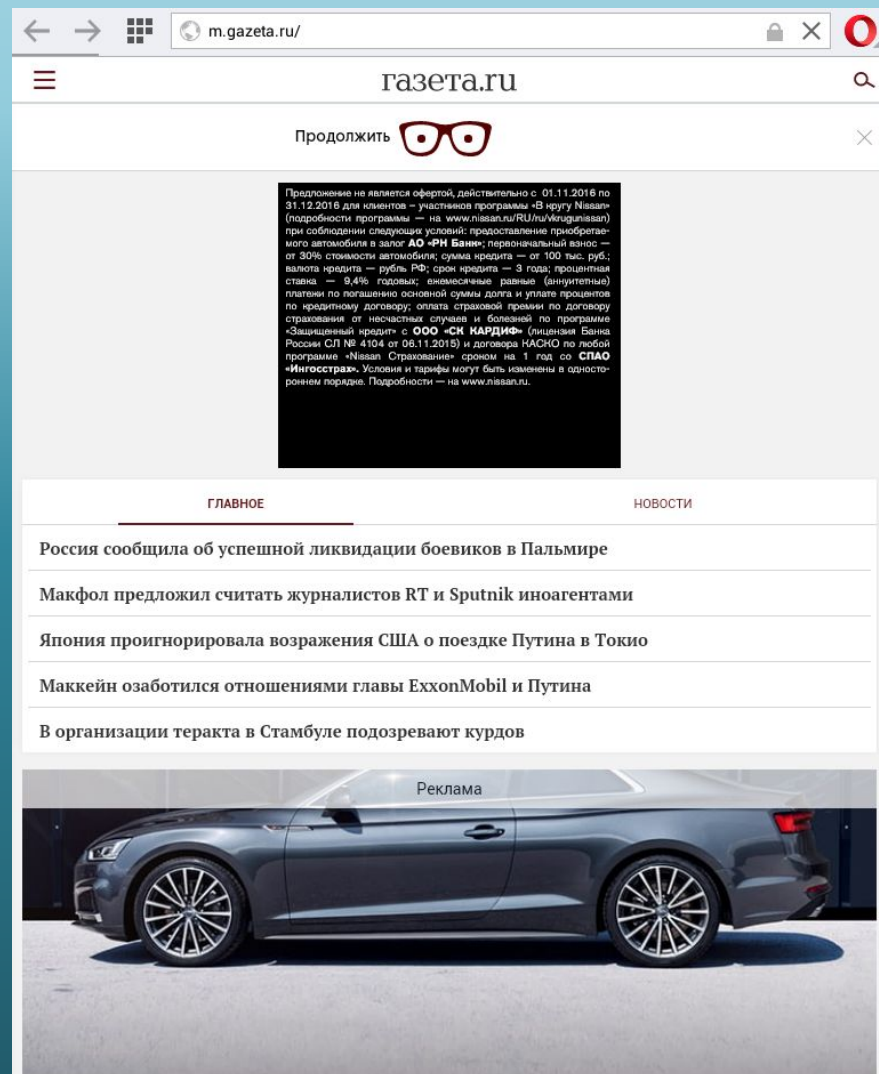 m.gazeta.ru/
газета.ru
Продолжить
Предложение не является офертой, действительно с 01.11.2016 по
31.12.2016 для клиентов – участников программы «В кругу Nissan»
(подробности программы — на www.nissan.ru/RU/ru/vkrugunissan)
при соблюдении следующих условий: предоставление приобретае-
мого автомобиля в залог АО «РН Банк»; первоначальный взнос —
от 30% стоимости автомобиля; сумма кредита — от 100 тыс. руб.;
валюта кредита — рубль РФ; срок кредита — 3 года; процентная
ставка — 9,4% годовых; ежемесячные равные (аннуитетные)
платежи по погашению основной суммы долга и уплате процентов
по кредитному договору; оплата страховой премии по договору
страхования от несчастных случаев и болезней по программе
«Защищенный кредит» с ООО «СК КАРДИФ» (лицензия Банка
России СЛ № 4104 от 06.11.2015) и договора КАСКО по любой
программе «Nissan Страхование» сроком на 1 год со СПАО
«Ингосстрах». Условия и тарифы могут быть изменены в односто-
роннем порядке. Подробности — на www.nissan.ru.
ГЛАВНОЕ
НОВОСТИ
Россия сообщила об успешной ликвидации боевиков в Пальмире
Макфол предложил считать журналистов RT и Sputnik иноагентами
Япония проигнорировала возражения США о поездке Путина в Токио
Маккейн озаботился отношениями главы ExxonMobil и Путина
В организации теракта в Стамбуле подозревают курдов
Реклама